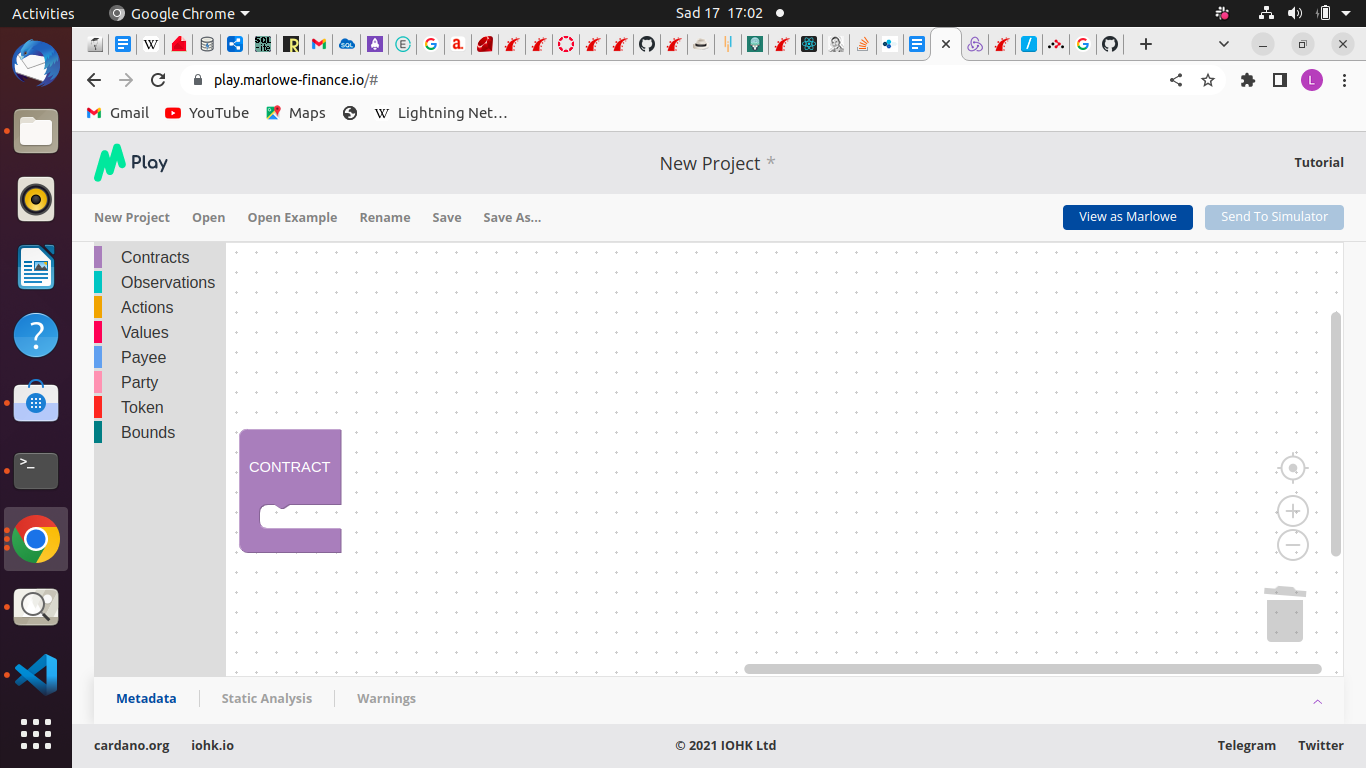 Activities Google Chrome Sad 17 17:02
play.marlowe-finance.io/# L
Gmail YouTube Maps Lightning Net…
Play New Project * Tutorial
New Project Open Open Example Rename Save Save As... View as Marlowe Send To Simulator
Contracts
Observations
Actions
Values
Payee
Party
Token
Bounds
CONTRACT
Metadata Static Analysis Warnings
cardano.org iohk.io © 2021 IOHK Ltd Telegram Twitter